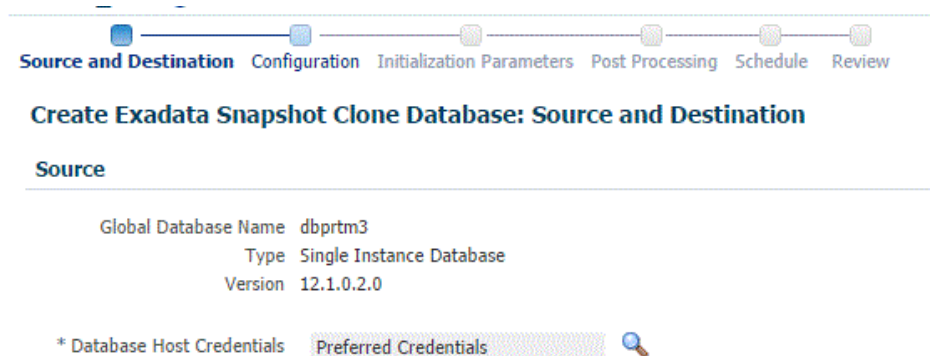 Source and Destination Configuration Initialization Parameters Post Processing Schedule Review
Create Exadata Snapshot Clone Database: Source and Destination
Source
Global Database Name dbprtm3
Type Single Instance Database
Version 12.1.0.2.0
* Database Host Credentials Preferred Credentials